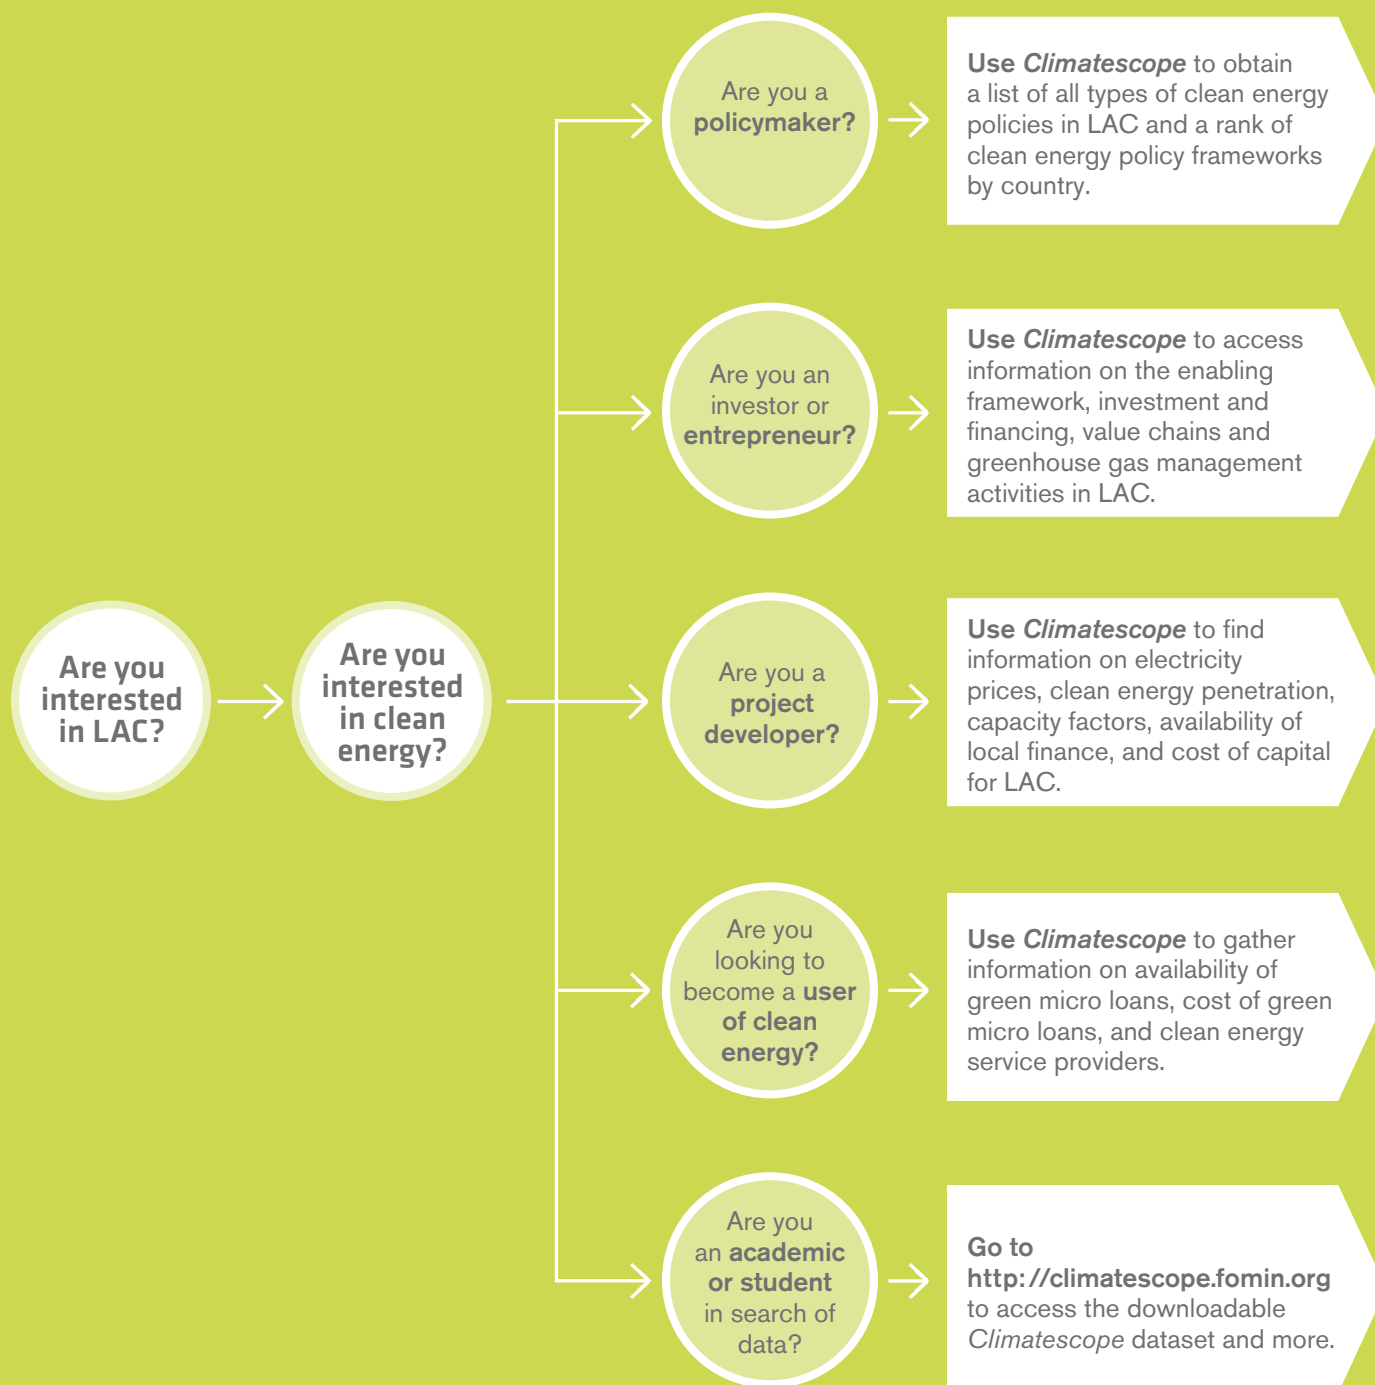 Are you
interested
in LAC?
Are you
interested
in clean
energy?
Are you a
policymaker?
Use Climatescope to obtain
a list of all types of clean energy
policies in LAC and a rank of
clean energy policy frameworks
by country.
Are you an
investor or
entrepreneur?
Use Climatescope to access
information on the enabling
framework, investment and
financing, value chains and
greenhouse gas management
activities in LAC.
Are you a
project
developer?
Use Climatescope to find
information on electricity
prices, clean energy penetration,
capacity factors, availability of
local finance, and cost of capital
for LAC.
Are you
looking to
become a user
of clean
energy?
Use Climatescope to gather
information on availability of
green micro loans, cost of green
micro loans, and clean energy
service providers.
Are you
an academic
or student
in search of
data?
Go to
http://climatescope.fomin.org
to access the downloadable
Climatescope dataset and more.